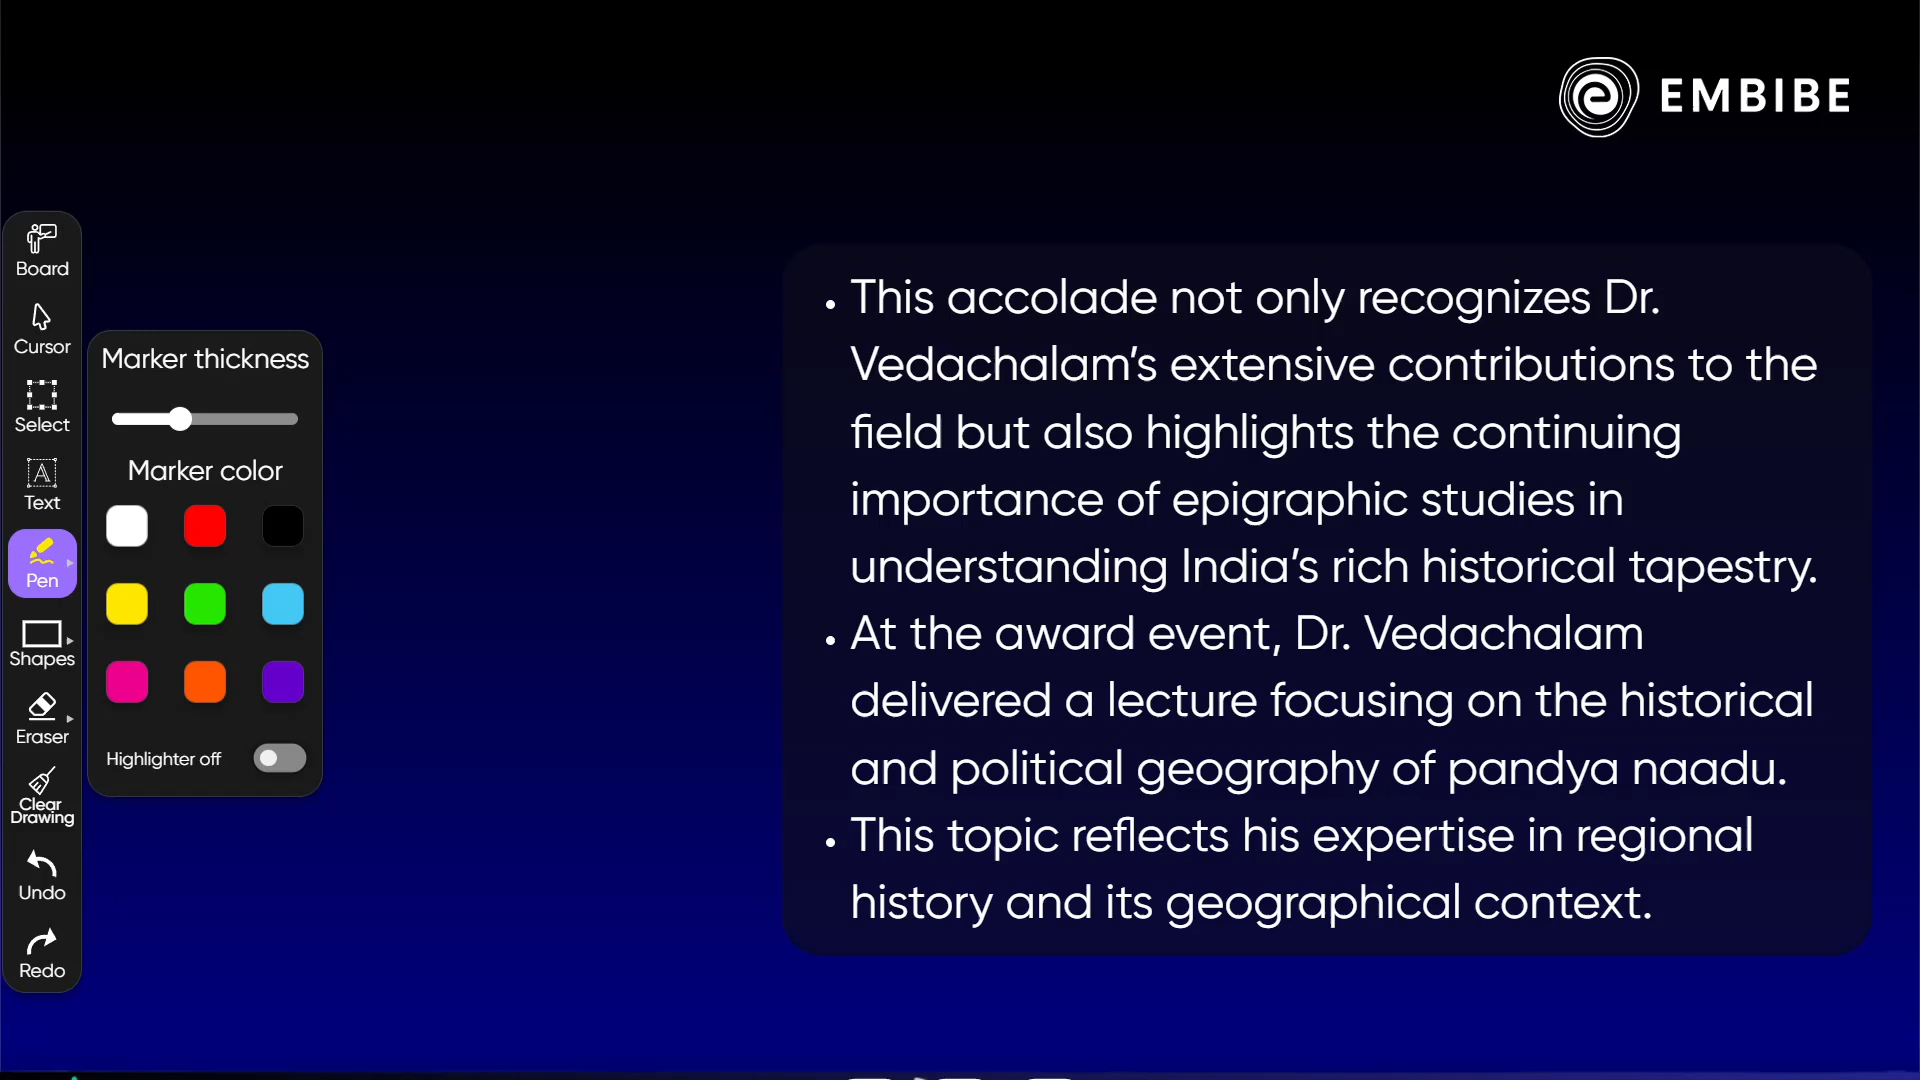 EMBIBE
Board
Cursor
Select
Text
Pen
Shapes
Eraser
Clear
Drawing
Undo
Redo
Marker thickness
Marker color
Highlighter off
• This accolade not only recognizes Dr.
Vedachalam’s extensive contributions to the
field but also highlights the continuing
importance of epigraphic studies in
understanding India’s rich historical tapestry.
• At the award event, Dr. Vedachalam
delivered a lecture focusing on the historical
and political geography of pandya naadu.
• This topic reflects his expertise in regional
history and its geographical context.